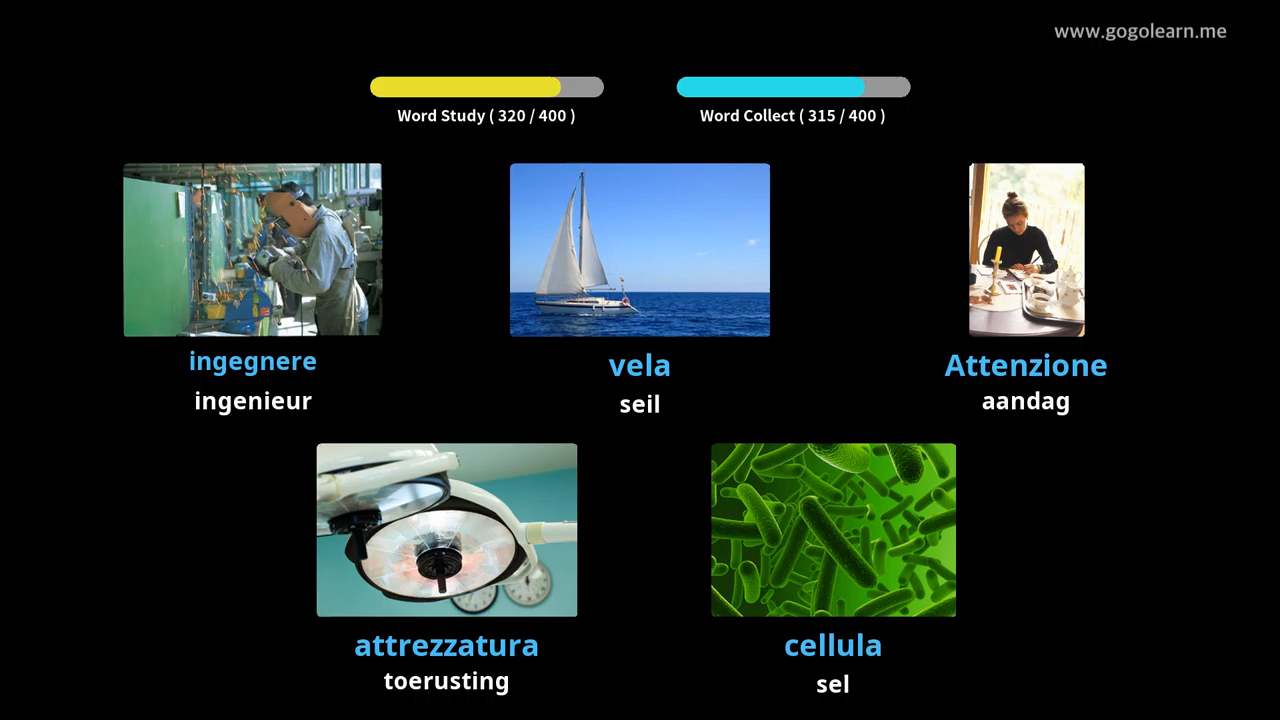 www.gogolearn.me
Word Study ( 320 / 400 )
Word Collect ( 315 / 400 )
ingegnere
ingenieur
vela
seil
Attenzione
aandag
attrezzatura
toerusting
cellula
sel